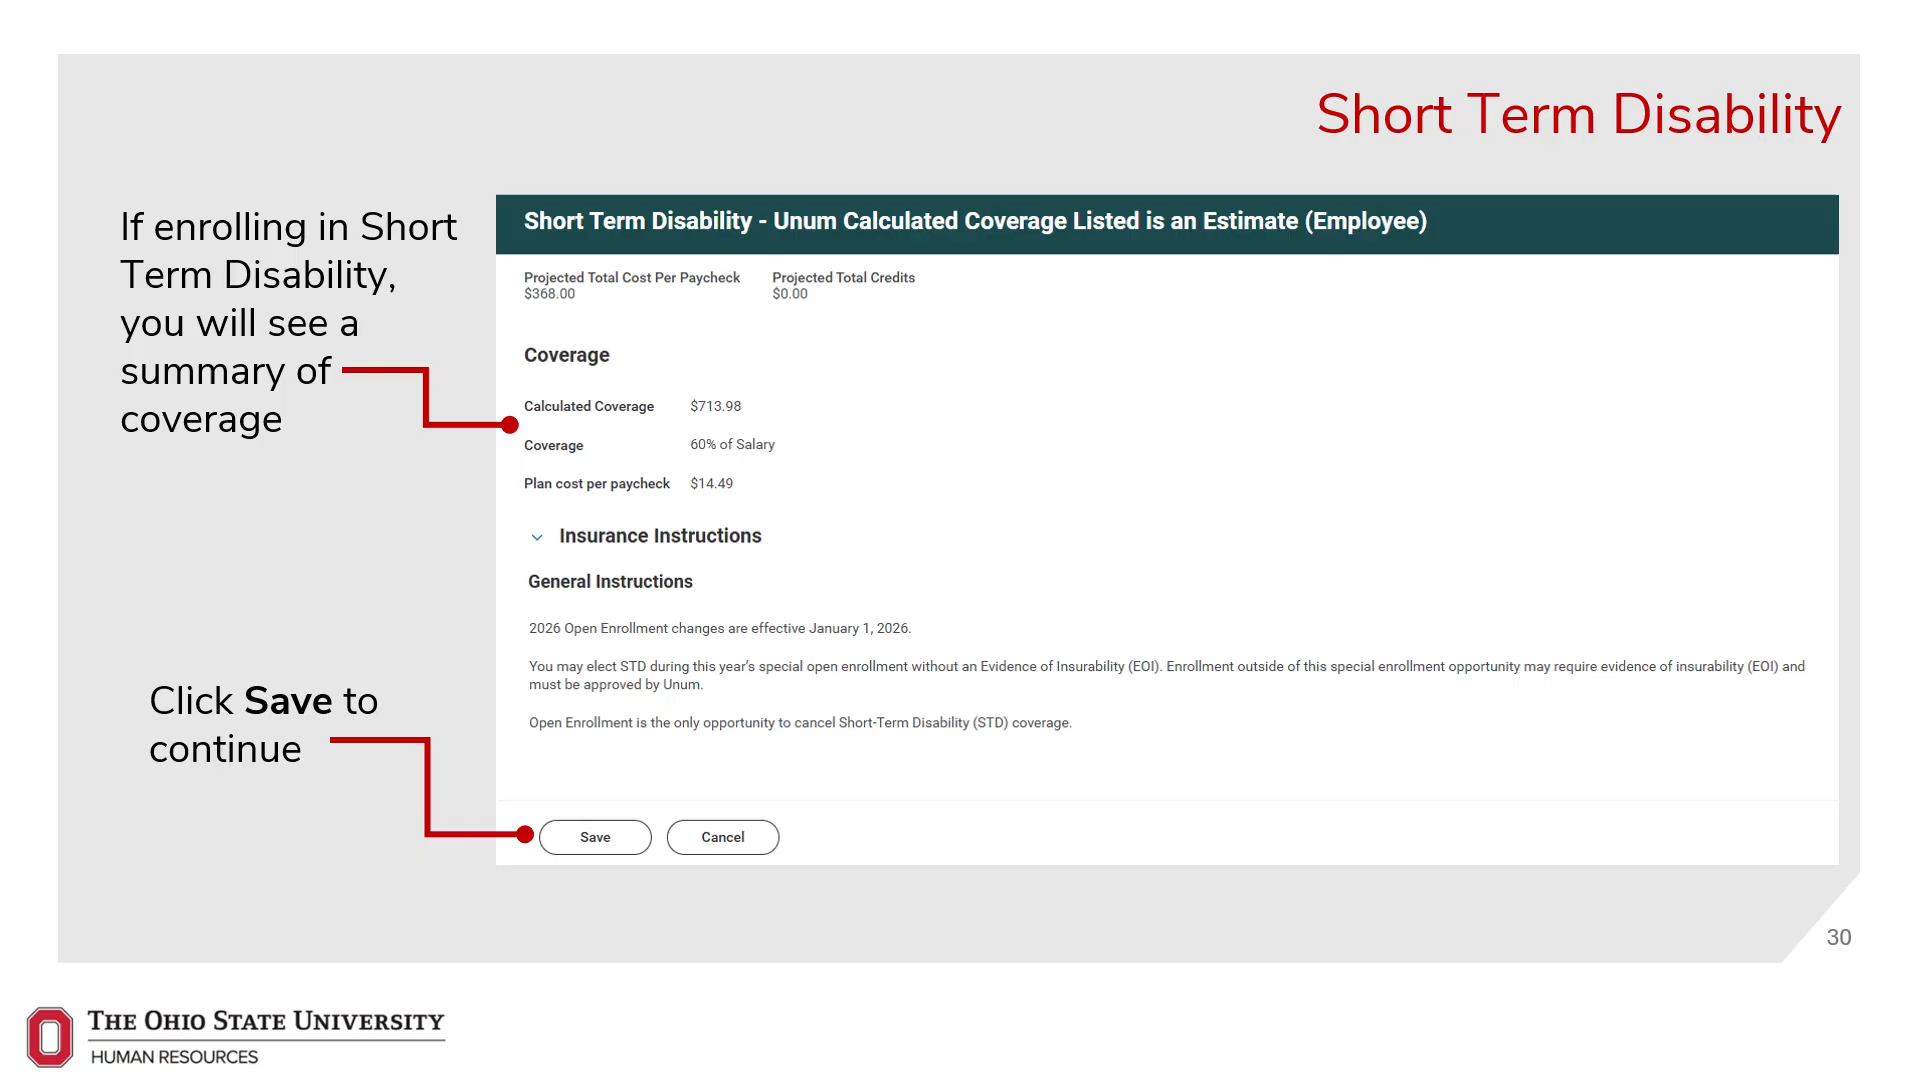 Short Term Disability
If enrolling in Short
Term Disability,
you will see a
summary of
coverage
Short Term Disability - Unum Calculated Coverage Listed is an Estimate (Employee)
Projected Total Cost Per Paycheck
$368.00
Projected Total Credits
$0.00
Coverage
Calculated Coverage $713.98
Coverage 60% of Salary
Plan cost per paycheck $14.49
Insurance Instructions
General Instructions
2026 Open Enrollment changes are effective January 1, 2026.
You may elect STD during this year’s special open enrollment without an Evidence of Insurability (EOI). Enrollment outside of this special enrollment opportunity may require evidence of insurability (EOI) and
must be approved by Unum.
Open Enrollment is the only opportunity to cancel Short-Term Disability (STD) coverage.
Click Save to
continue
Save Cancel
30
THE OHIO STATE UNIVERSITY
HUMAN RESOURCES